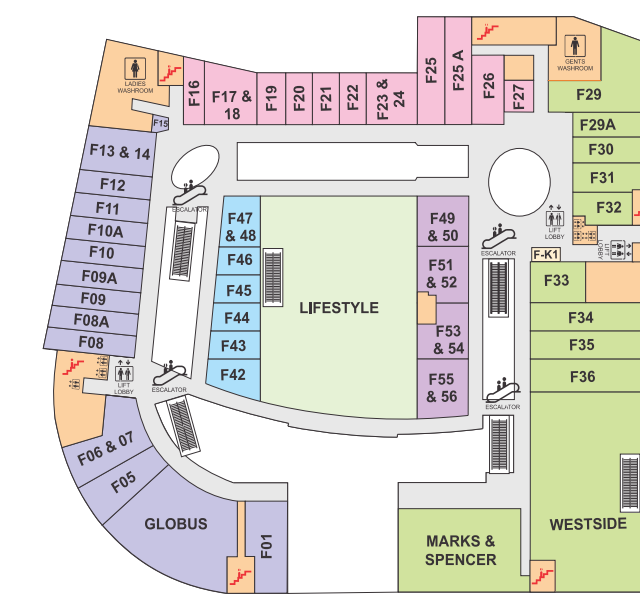 LADIES
WASHROOM
F16
F17 &
18
F19
F20
F21
F22
F23 &
24
F25
F25 A
F26
F27
GENTS
WASHROOM
F29
F29A
F30
F31
F32
F15
F13 & 14
F12
F11
F10A
F10
F09A
F09
F08A
F08
ESCALATOR
F47
& 48
F46
F45
F44
F43
F42
LIFESTYLE
F49
& 50
F51
& 52
F53
& 54
F55
& 56
ESCALATOR
LIFT
LOBBY
LIFT
LOBBY
F-K1
F33
F34
F35
F36
LIFT
LOBBY
ESCALATOR
ESCALATOR
F06 & 07
F05
GLOBUS
F01
MARKS &
SPENCER
WESTSIDE